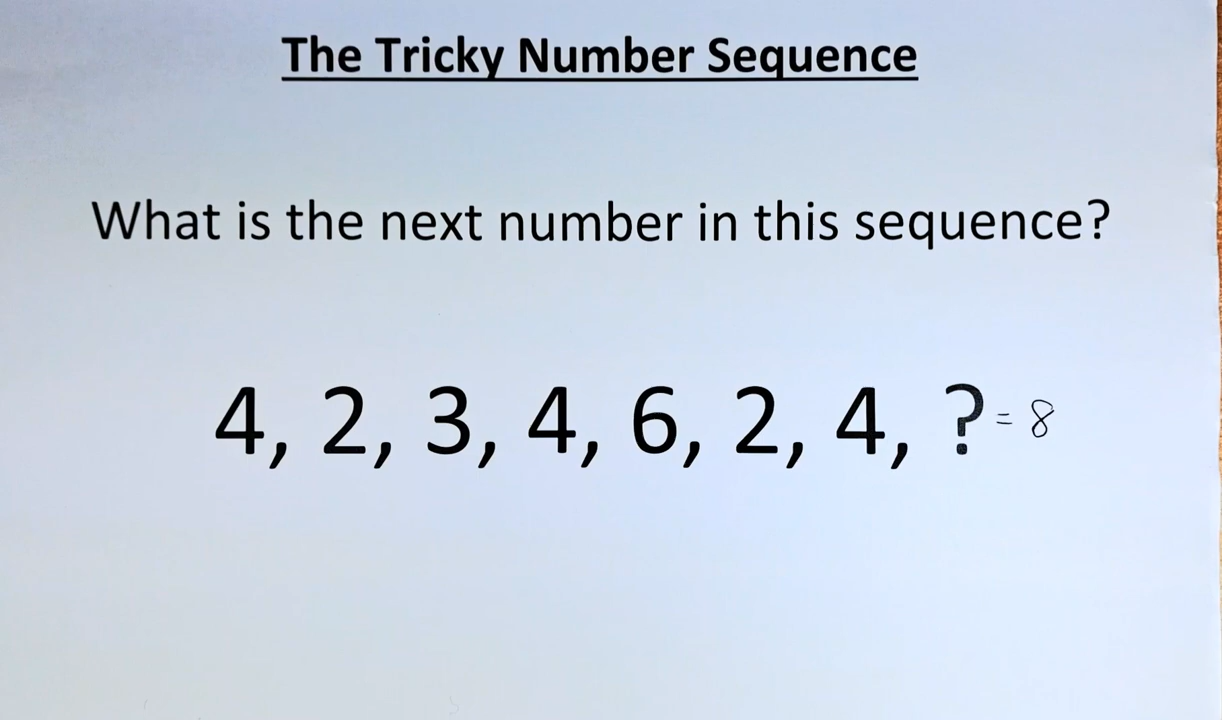 The Tricky Number Sequence
What is the next number in this sequence?
4, 2, 3, 4, 6, 2, 4, ? = 8